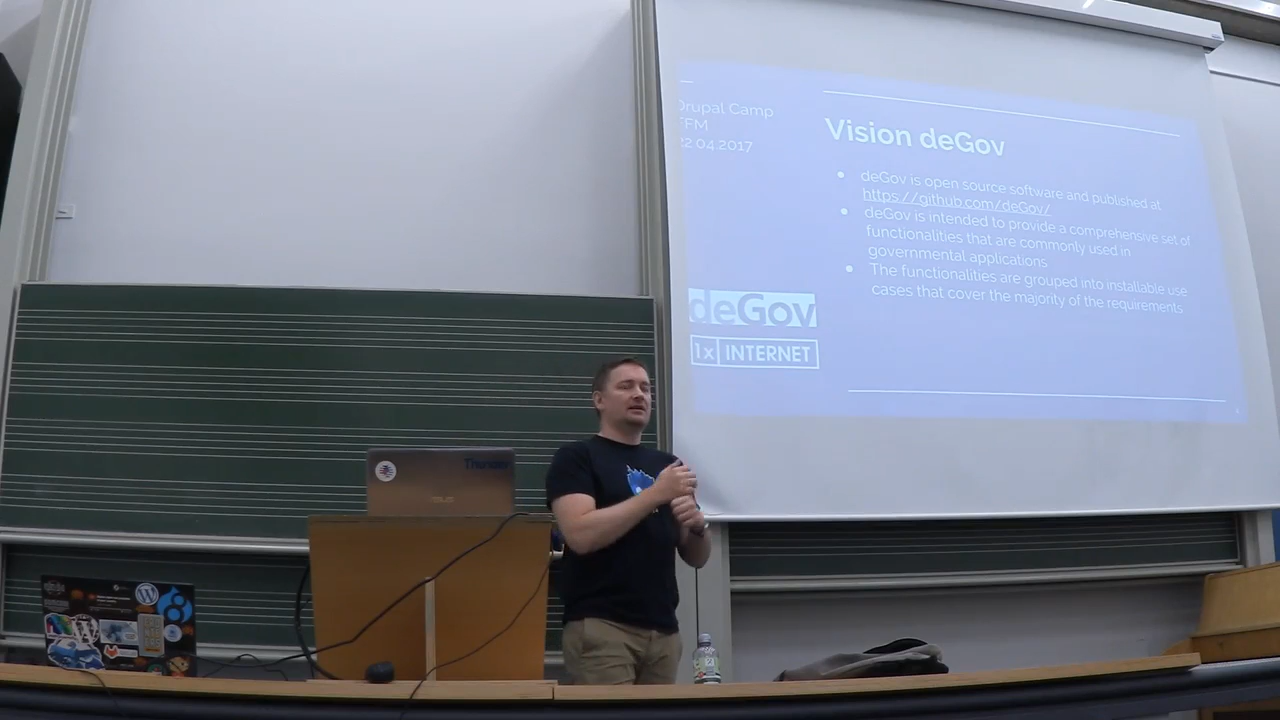 Drupal Camp
FFM
22.04.2017
Vision deGov
deGov is open source software and published at
https://github.com/deGov/
deGov is intended to provide a comprehensive set of
functionalities that are commonly used in
governmental applications
The functionalities are grouped into installable use
cases that cover the majority of the requirements
deGov
1x INTERNET
Thunder
ASUS